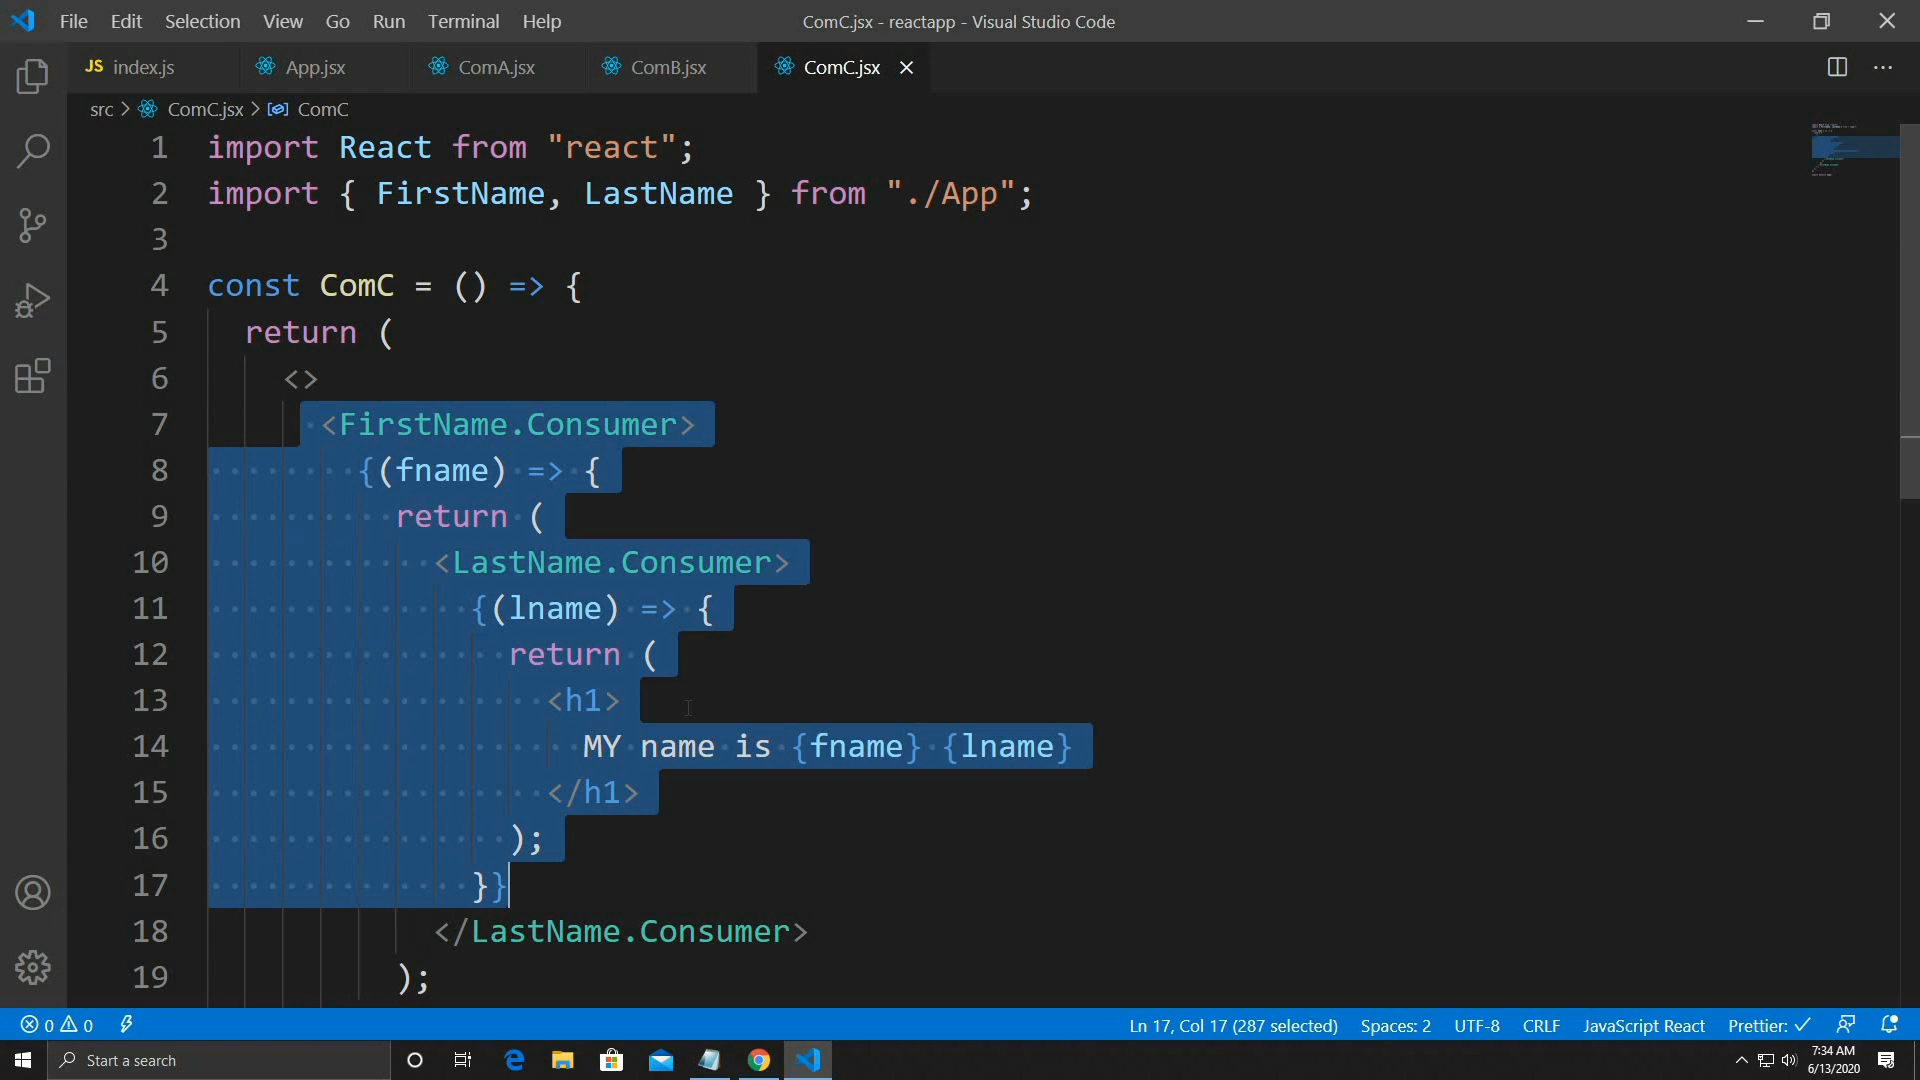 File Edit Selection View Go Run Terminal Help
ComC.jsx - reactapp - Visual Studio Code
JS index.js App.jsx ComA.jsx ComB.jsx ComC.jsx
src > ComC.jsx > ComC
1 import React from "react";
2 import { FirstName, LastName } from "./App";
3
4 const ComC = () => {
5 return (
6 <>
7 <FirstName.Consumer>
8 {(fname) => {
9 return (
10 <LastName.Consumer>
11 {(lname) => {
12 return (
13 <h1>
14 MY name is {fname} {lname}
15 </h1>
16 );
17 }}
18 </LastName.Consumer>
19 );
0 0 Ln 17, Col 17 (287 selected) Spaces: 2 UTF-8 CRLF JavaScript React Prettier: ✓
Start a search
7:34 AM
6/13/2020